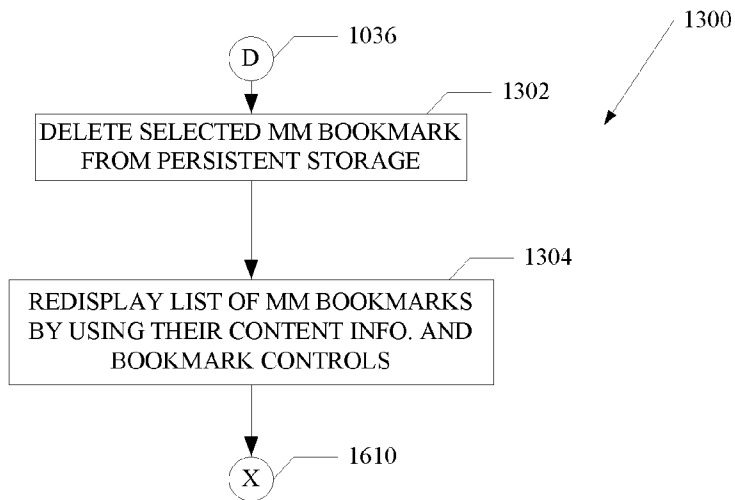 1300
D
1036
1302
DELETE SELECTED MM BOOKMARK
FROM PERSISTENT STORAGE
1304
REDISPLAY LIST OF MM BOOKMARKS
BY USING THEIR CONTENT INFO. AND
BOOKMARK CONTROLS
X
1610